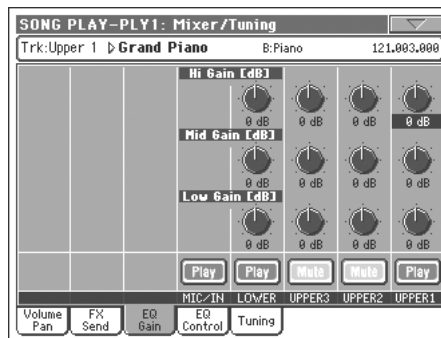 SONG PLAY-PLY1: Mixer/Tuning
Trk:Upper 1 Grand Piano B:Piano 121.003.000
Hi Gain [dB]
0 dB 0 dB 0 dB 0 dB
Mid Gain [dB]
0 dB 0 dB 0 dB 0 dB
Low Gain [dB]
0 dB 0 dB 0 dB 0 dB
Play Play Mute Mute Play
MIC/IN LOWER UPPER3 UPPER2 UPPER1
Volume Pan FX Send EQ Gain EQ Control Tuning